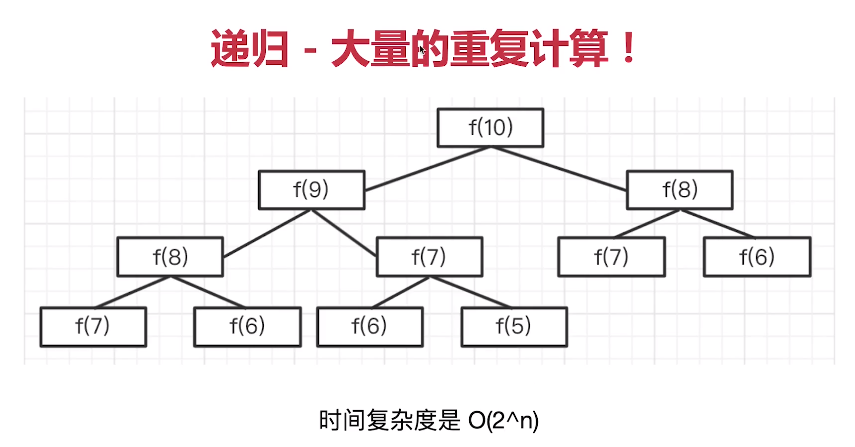 递归 - 大量的重复计算！
f(10)
f(9)
f(8)
f(8)
f(7)
f(7)
f(6)
f(7)
f(6)
f(6)
f(5)
时间复杂度是 O(2^n)